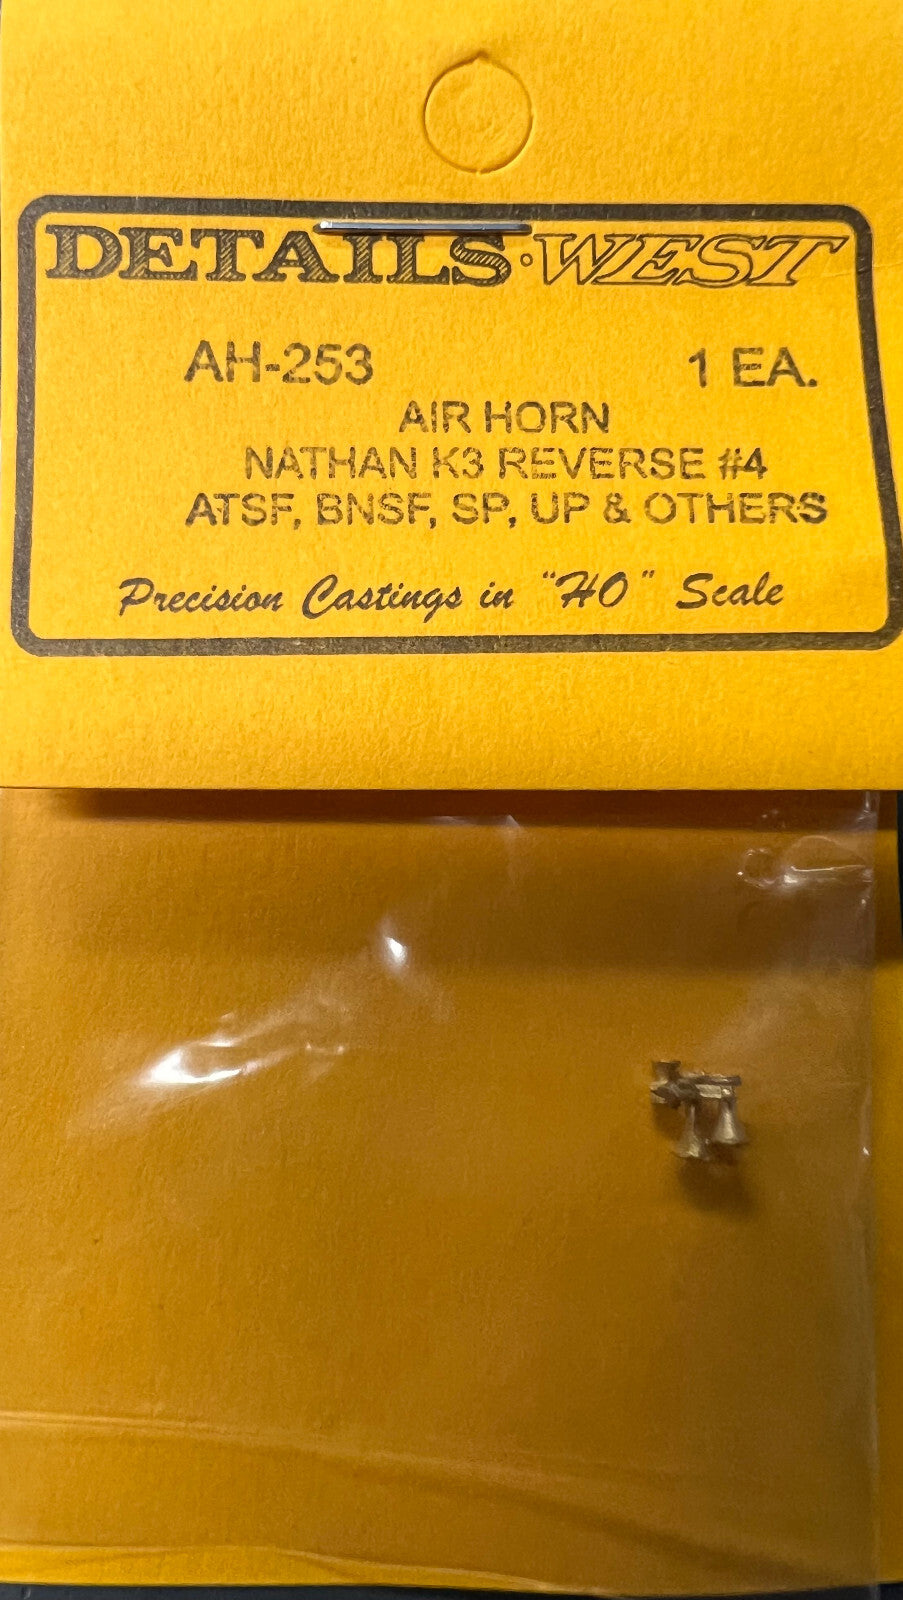 DETAILS·WEST
AH-253 1 EA.
AIR HORN
NATHAN K3 REVERSE #4
ATSF, BNSF, SP, UP & OTHERS
Precision Castings in "HO" Scale